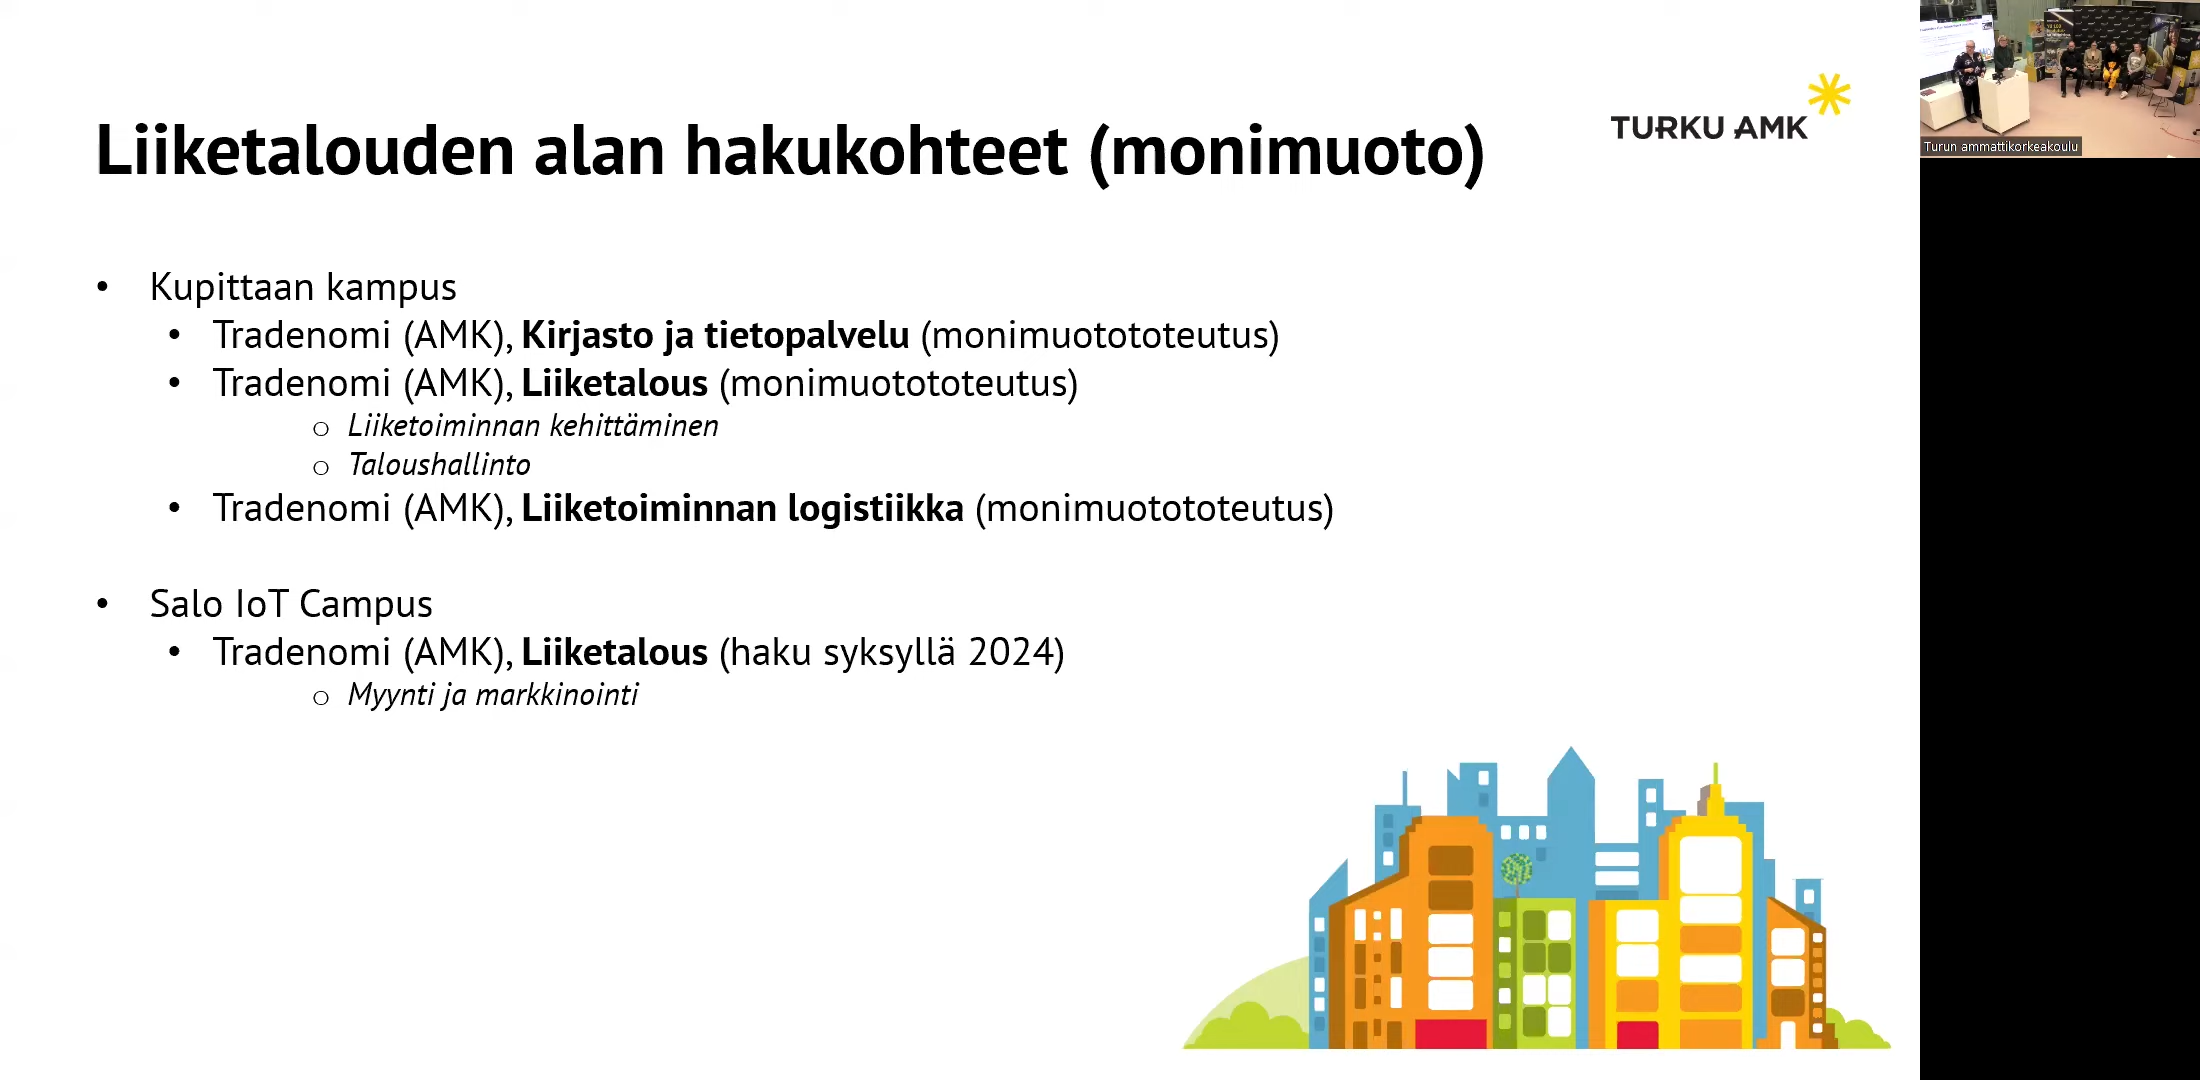 Liiketalouden alan hakukohteet (monimuoto)
TURKU AMK
• Kupittaan kampus
• Tradenomi (AMK), Kirjasto ja tietopalvelu (monimuotototeutus)
• Tradenomi (AMK), Liiketalous (monimuotototeutus)
o Liiketoiminnan kehittäminen
o Taloushallinto
• Tradenomi (AMK), Liiketoiminnan logistiikka (monimuotototeutus)
• Salo IoT Campus
• Tradenomi (AMK), Liiketalous (haku syksyllä 2024)
o Myynti ja markkinointi
Turun ammattikorkeakoulu